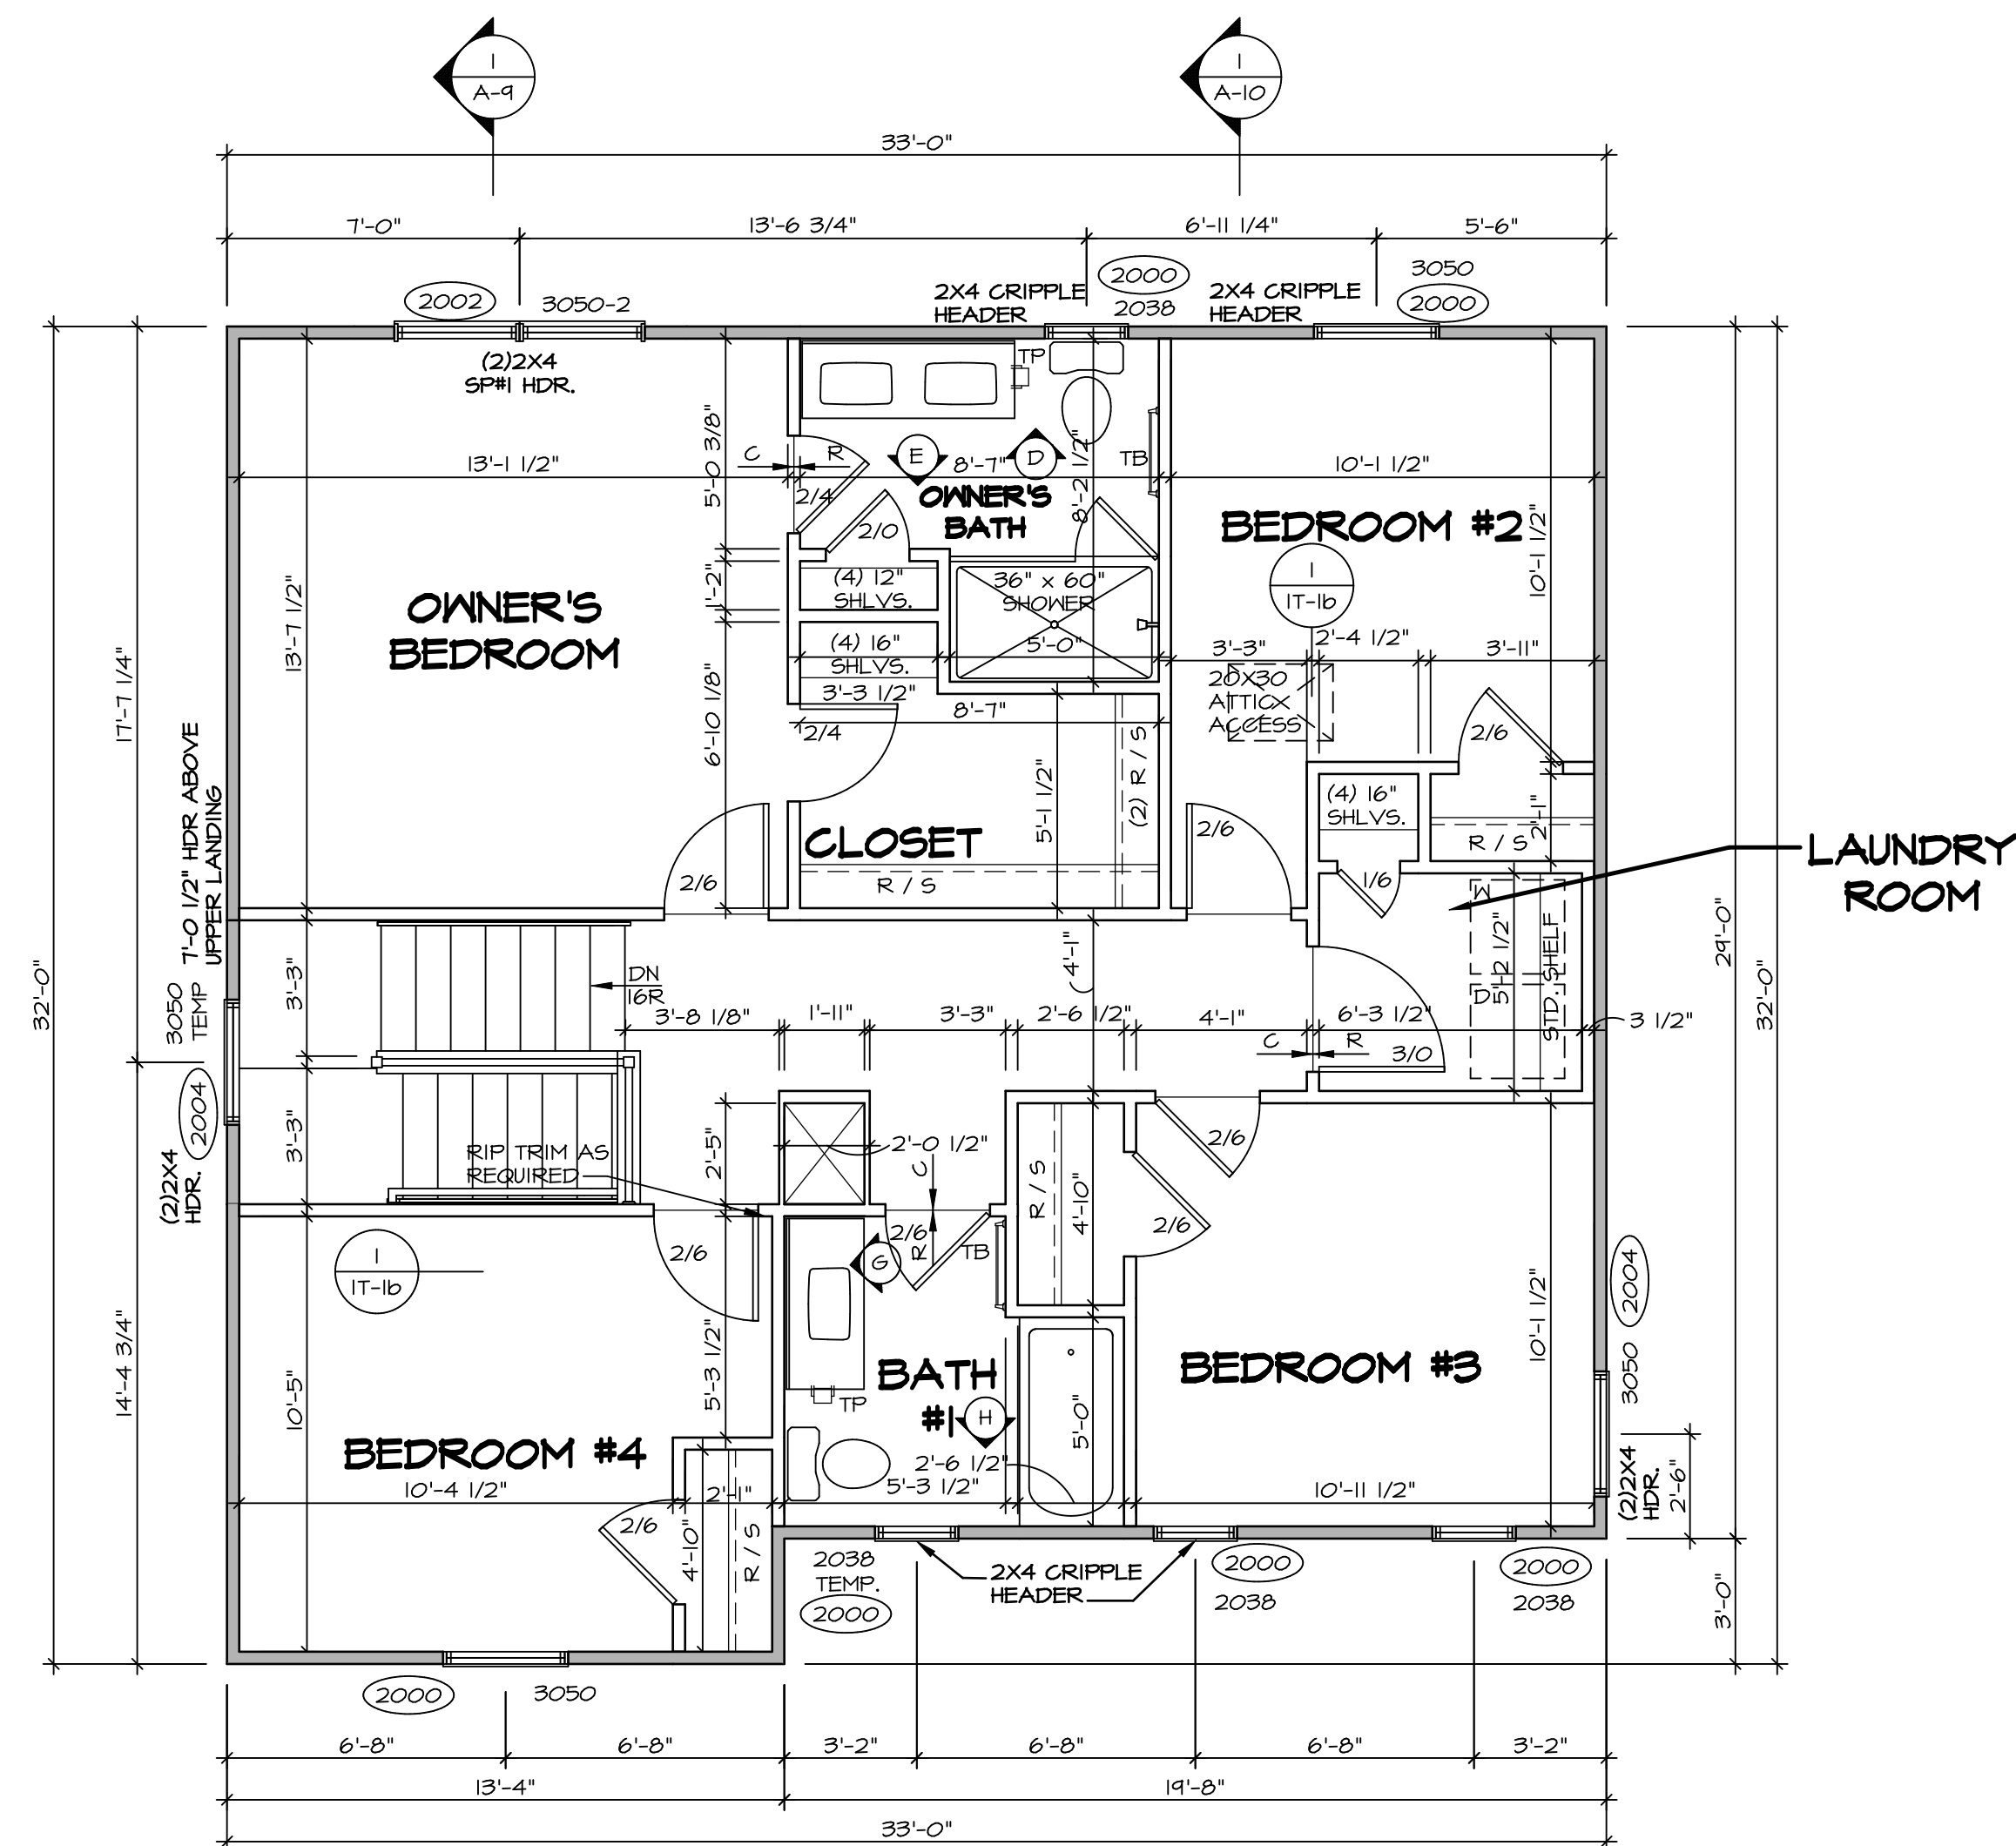 1
A-9
1
A-10
33'-0"
7'-0"
13'-6 3/4"
6'-11 1/4"
5'-6"
2002
3050-2
2X4 CRIPPLE
HEADER
2000
2038
2X4 CRIPPLE
HEADER
3050
2000
(2)2X4
SP#1 HDR.
TP
5'-0 3/8"
13'-1 1/2"
C
R
E
8'-7"
D
TB
10'-1 1/2"
2/4
OWNER'S
BATH
8'-2 1/2"
2/0
BEDROOM #2
10'-1 1/2"
1
IT-1b
13'-7 1/2"
OWNER'S
BEDROOM
1'-2"
(4) 12"
SHLVS.
36" x 60"
SHOWER
5'-0"
(4) 16"
SHLVS.
3'-3 1/2"
3'-3"
2'-4 1/2"
3'-11"
20X30
ATTIC
ACCESS
6'-10 1/8"
8'-7"
2/4
(2) R / S
5'-1 1/2"
2/6
17'-7 1/4"
7'-0 1/2" HDR ABOVE
UPPER LANDING
CLOSET
R / S
2/6
2/6
(4) 16"
SHLVS.
2'-1"
R / S
1/6
LAUNDRY
ROOM
W
D
5'-2 1/2"
STD. SHELF
29'-0"
32'-0"
32'-0"
3050
TEMP
3'-3"
DN
16R
4'-1"
3'-8 1/8"
1'-11"
3'-3"
2'-6 1/2"
4'-1"
6'-3 1/2"
3 1/2"
C
R
3/0
2004
(2)2X4
HDR.
3'-3"
RIP TRIM AS
REQUIRED
2'-5"
2'-0 1/2"
C
R
R / S
4'-10"
2/6
2/6
1
IT-1b
2/6
2/6
G
TB
2004
3050
10'-1 1/2"
14'-4 3/4"
10'-5"
5'-3 1/2"
BATH
#1
H
TP
BEDROOM #3
5'-0"
BEDROOM #4
10'-4 1/2"
2'-1"
2'-6 1/2"
5'-3 1/2"
10'-11 1/2"
(2)2X4
HDR.
2'-6"
2/6
4'-10"
R / S
2038
TEMP.
2000
2X4 CRIPPLE
HEADER
2000
2038
2000
2038
3'-0"
2000
3050
6'-8"
6'-8"
3'-2"
6'-8"
6'-8"
3'-2"
13'-4"
19'-8"
33'-0"